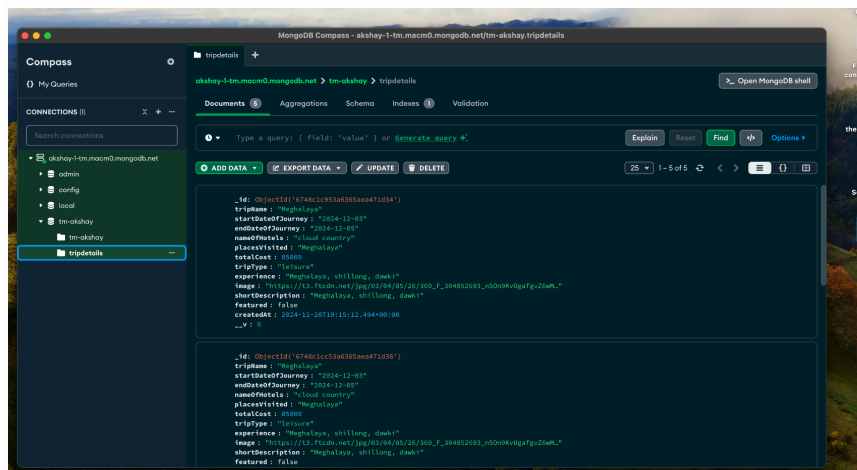 MongoDB Compass - akshay-1-tm.macm0.mongodb.net/tm-akshay.tripdetails
Compass
{} My Queries
CONNECTIONS (1)
Search connections
akshay-1-tm.macm0.mongodb.net
admin
config
local
tm-akshay
tm-akshay
tripdetails
tripdetails
akshay-1-tm.macm0.mongodb.net > tm-akshay > tripdetails
>_ Open MongoDB shell
Documents 5 Aggregations Schema Indexes 1 Validation
Type a query: { field: 'value' } or Generate query
Explain Reset Find </> Options
ADD DATA EXPORT DATA UPDATE DELETE
25 1 – 5 of 5 {}
_id: ObjectId('6748c1c953a6365aea471d34')
tripName : "Meghalaya"
startDateOfJourney : "2024-12-03"
endDateOfJourney : "2024-12-05"
nameOfHotels : "cloud country"
placesVisited : "Meghalaya"
totalCost : 85000
tripType : "leisure"
experience : "Meghalaya, shillong, dawki"
image : "https://t3.ftcdn.net/jpg/03/04/85/26/360_F_304852693_nSOn9KvUgafgvZ6wM…"
shortDescription : "Meghalaya, shillong, dawki"
featured : false
createdAt : 2024-11-28T19:15:12.494+00:00
__v : 0
_id: ObjectId('6748c1cc53a6365aea471d36')
tripName : "Meghalaya"
startDateOfJourney : "2024-12-03"
endDateOfJourney : "2024-12-05"
nameOfHotels : "cloud country"
placesVisited : "Meghalaya"
totalCost : 85000
tripType : "leisure"
experience : "Meghalaya, shillong, dawki"
image : "https://t3.ftcdn.net/jpg/03/04/85/26/360_F_304852693_nSOn9KvUgafgvZ6wM…"
shortDescription : "Meghalaya, shillong, dawki"
featured : false
con
the